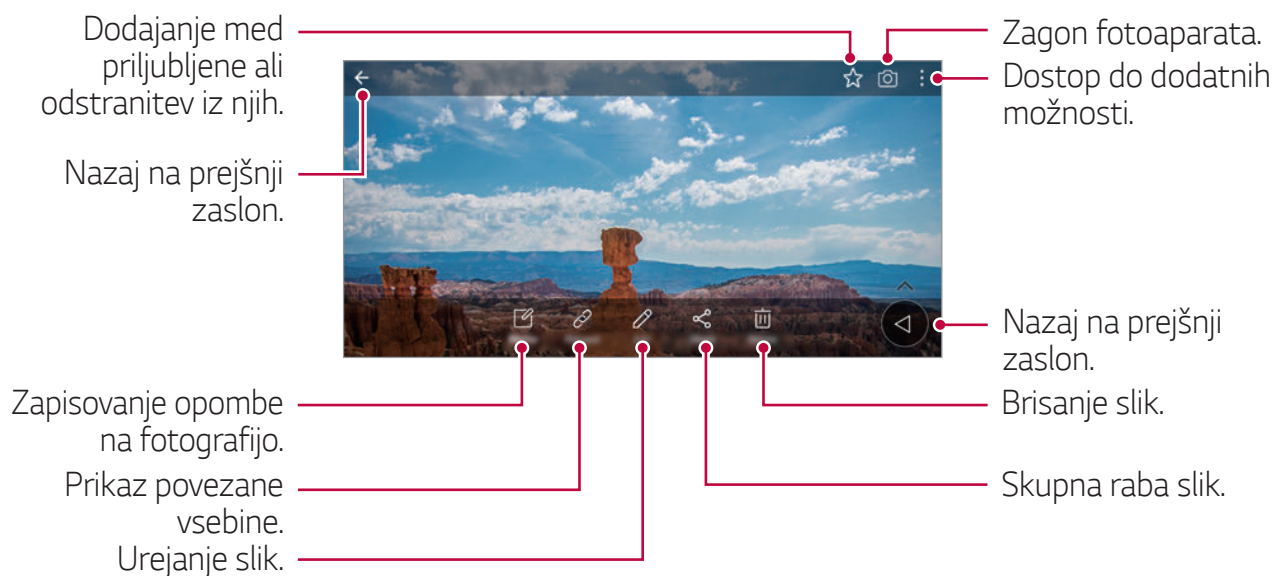 Dodajanje med
priljubljene ali
odstranitev iz njih.
Nazaj na prejšnji
zaslon.
Zapisovanje opombe
na fotografijo.
Prikaz povezane
vsebine.
Urejanje slik.
Zagon fotoaparata.
Dostop do dodatnih
možnosti.
Nazaj na prejšnji
zaslon.
Brisanje slik.
Skupna raba slik.